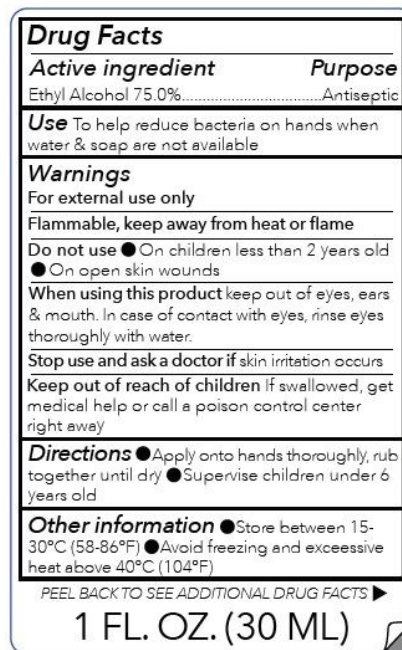 Drug Facts
Active ingredient Purpose
Ethyl Alcohol 75.0%.................................Antiseptic
Use To help reduce bacteria on hands when
water & soap are not available
Warnings
For external use only
Flammable, keep away from heat or flame
Do not use ●On children less than 2 years old
●On open skin wounds
When using this product keep out of eyes, ears
& mouth. In case of contact with eyes, rinse eyes
thoroughly with water.
Stop use and ask a doctor if skin irritation occurs
Keep out of reach of children If swallowed, get
medical help or call a poison control center
right away
Directions ●Apply onto hands thoroughly, rub
together until dry ●Supervise children under 6
years old
Other information ●Store between 15-
30°C (58-86°F) ●Avoid freezing and exceessive
heat above 40°C (104°F)
PEEL BACK TO SEE ADDITIONAL DRUG FACTS ▶
1 FL. OZ. (30 ML)